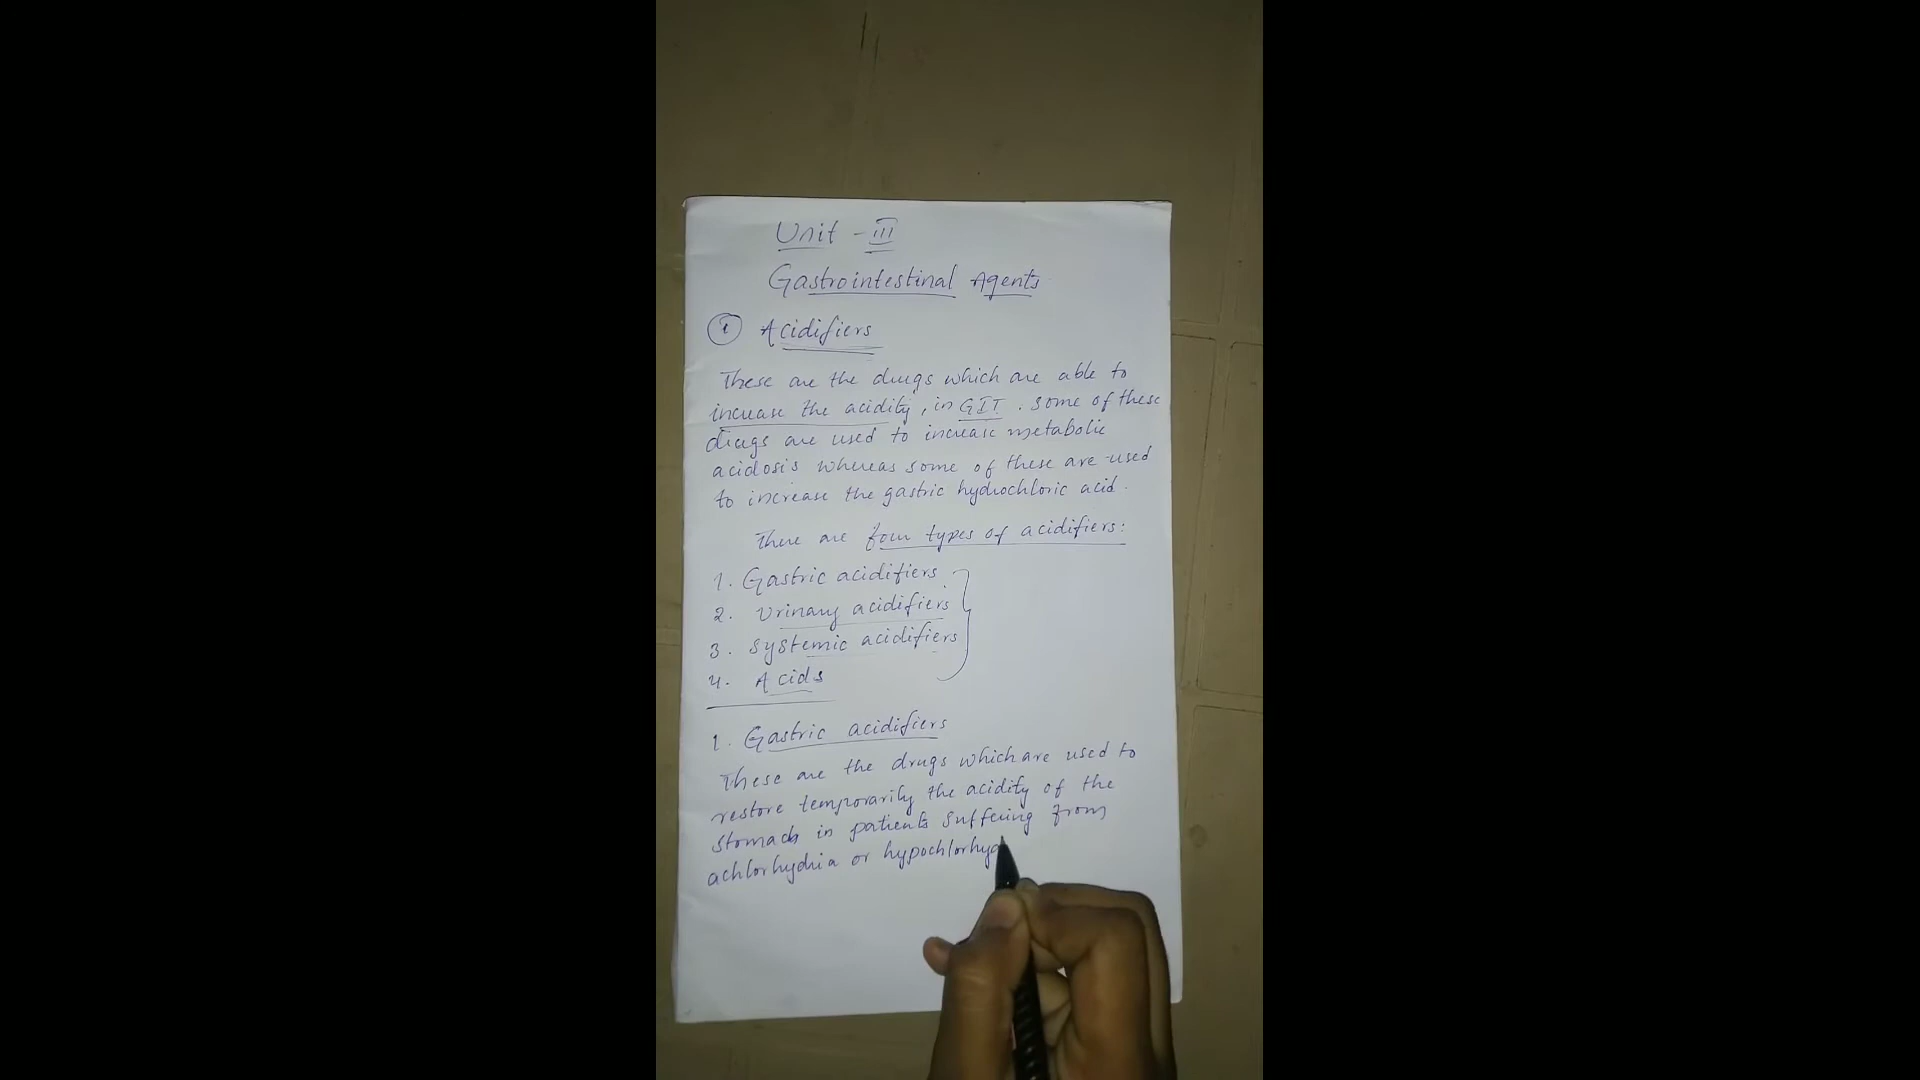 Unit - III
Gastrointestinal Agents
1 Acidifiers
These are the drugs which are able to
increase the acidity, in GIT. Some of these
drugs are used to increase metabolic
acidosis whereas some of these are used
to increase the gastric hydrochloric acid.
There are four types of acidifiers:
1. Gastric acidifiers
2. Urinary acidifiers
3. Systemic acidifiers
4. Acids
1. Gastric acidifiers
These are the drugs which are used to
restore temporarily the acidity of the
stomach in patients suffering from
achlorhydria or hypochlorhyd